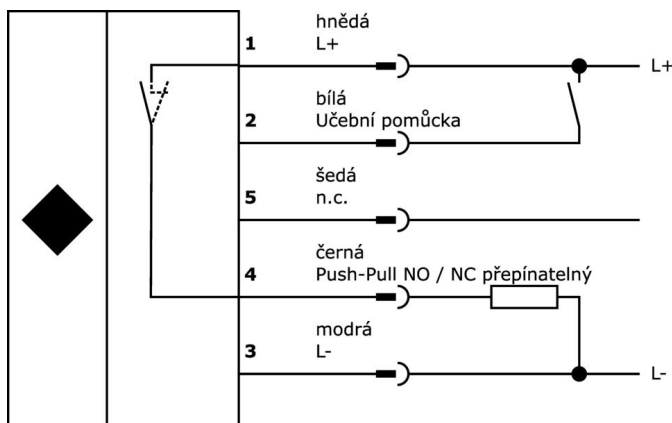 hnědá
1 L+ L+
bílá
2 Učební pomůcka
šedá
5 n.c.
černá
4 Push-Pull NO / NC přepínatelný
modrá
3 L- L-